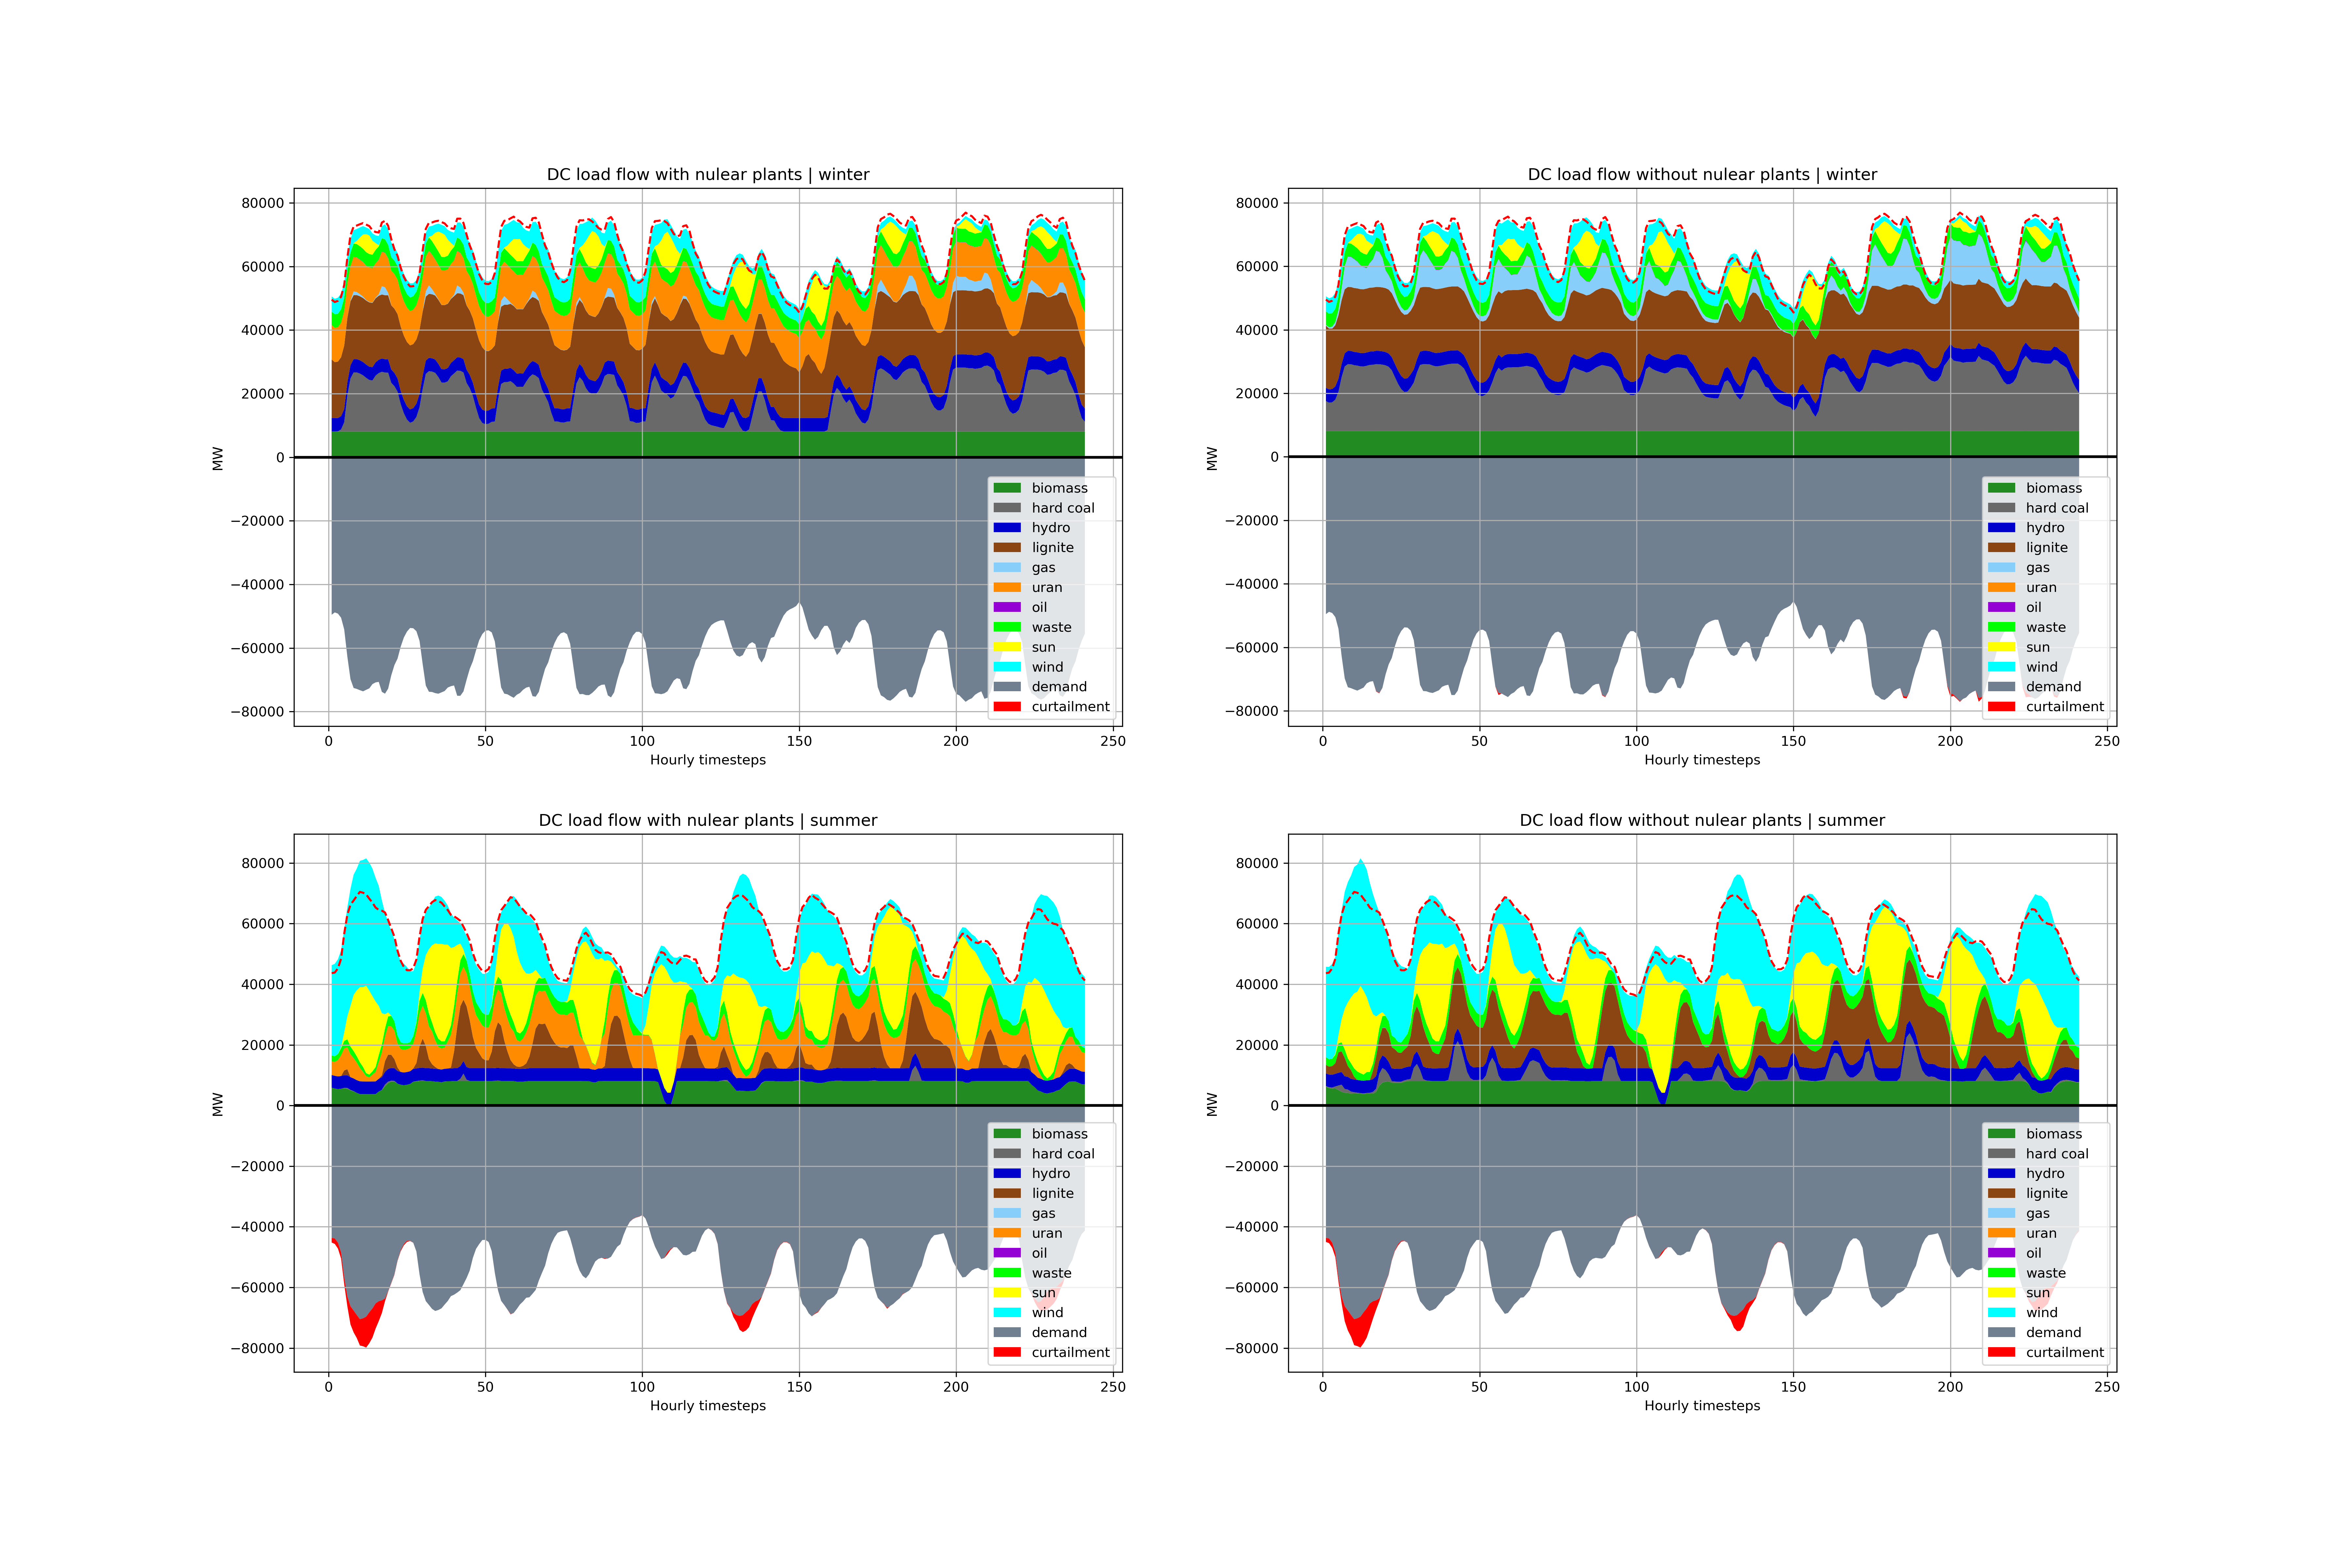 DC load flow with nulear plants | winter
80000
60000
40000
20000
0
−20000
−40000
−60000
−80000
MW
0 50 100 150 200 250
Hourly timesteps
biomass
hard coal
hydro
lignite
gas
uran
oil
waste
sun
wind
demand
curtailment
DC load flow without nulear plants | winter
80000
60000
40000
20000
0
−20000
−40000
−60000
−80000
MW
0 50 100 150 200 250
Hourly timesteps
biomass
hard coal
hydro
lignite
gas
uran
oil
waste
sun
wind
demand
curtailment
DC load flow with nulear plants | summer
80000
60000
40000
20000
0
−20000
−40000
−60000
−80000
MW
0 50 100 150 200 250
Hourly timesteps
biomass
hard coal
hydro
lignite
gas
uran
oil
waste
sun
wind
demand
curtailment
DC load flow without nulear plants | summer
80000
60000
40000
20000
0
−20000
−40000
−60000
−80000
MW
0 50 100 150 200 250
Hourly timesteps
biomass
hard coal
hydro
lignite
gas
uran
oil
waste
sun
wind
demand
curtailment